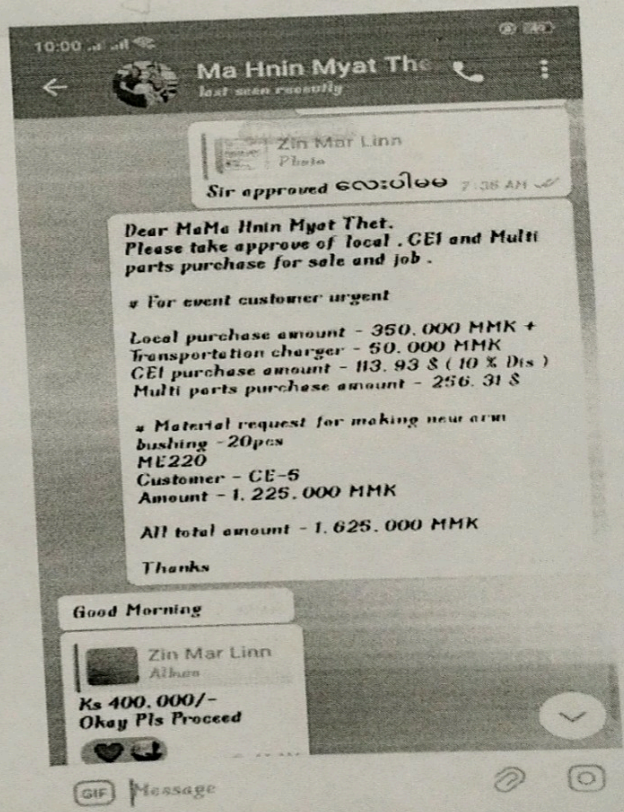 10:00
Ma Hnin Myat The
last seen recently
Zin Mar Linn
Photo
Sir approved လေးပါမမ 7:36 AM
Dear MaMa Hnin Myat Thet.
Please take approve of local . GEI and Multi
parts purchase for sale and job .
# For event customer urgent
Local purchase amount - 350.000 MMK +
Transportation charger - 50.000 MMK
GEI purchase amount - 113.93 $ ( 10 % Dis )
Multi parts purchase amount - 256.31 $
# Material request for making new arm
bushing -20pcs
ME220
Customer - CE-5
Amount - 1.225.000 MMK
All total amount - 1.625.000 MMK
Thanks
Good Morning
Zin Mar Linn
Album
Ks 400.000/-
Okay Pls Proceed
GIF
Message